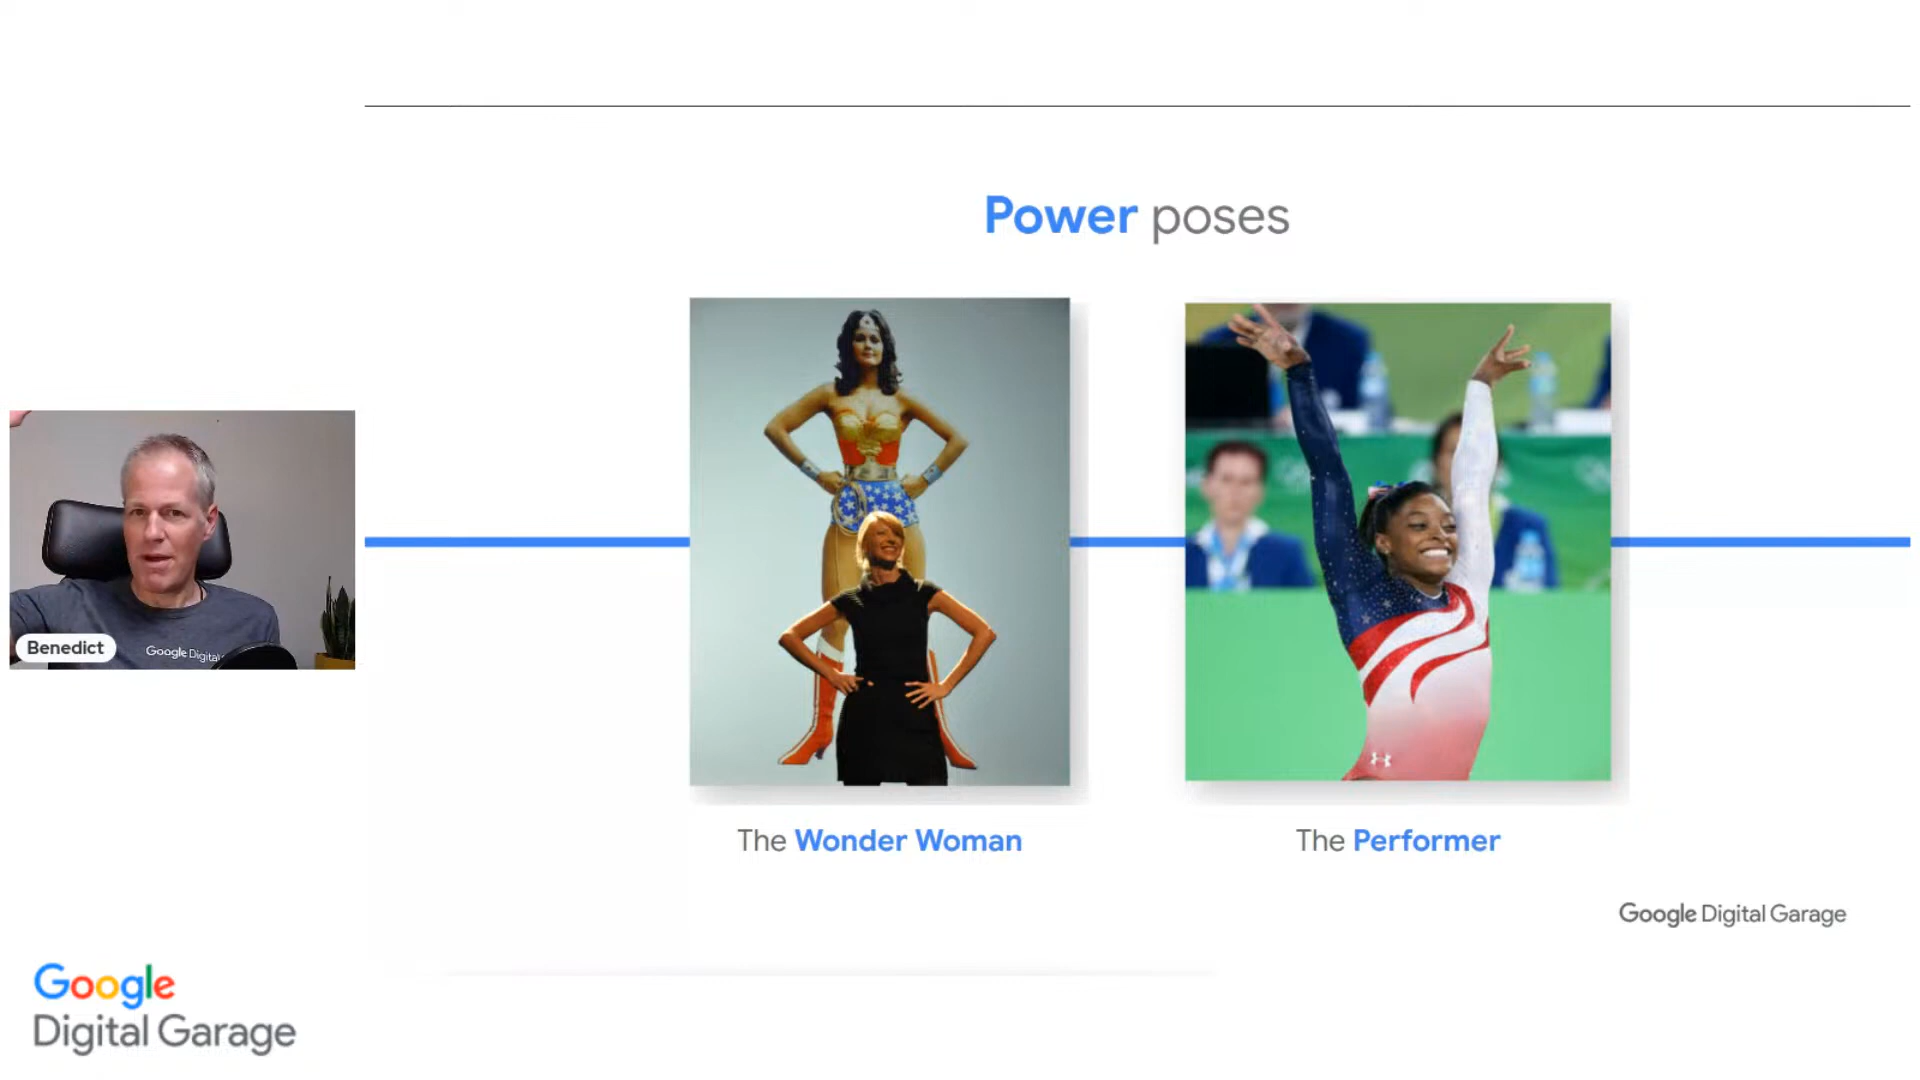 Power poses
Benedict
Google Digital
The Wonder Woman
The Performer
Google Digital Garage
Google
Digital Garage